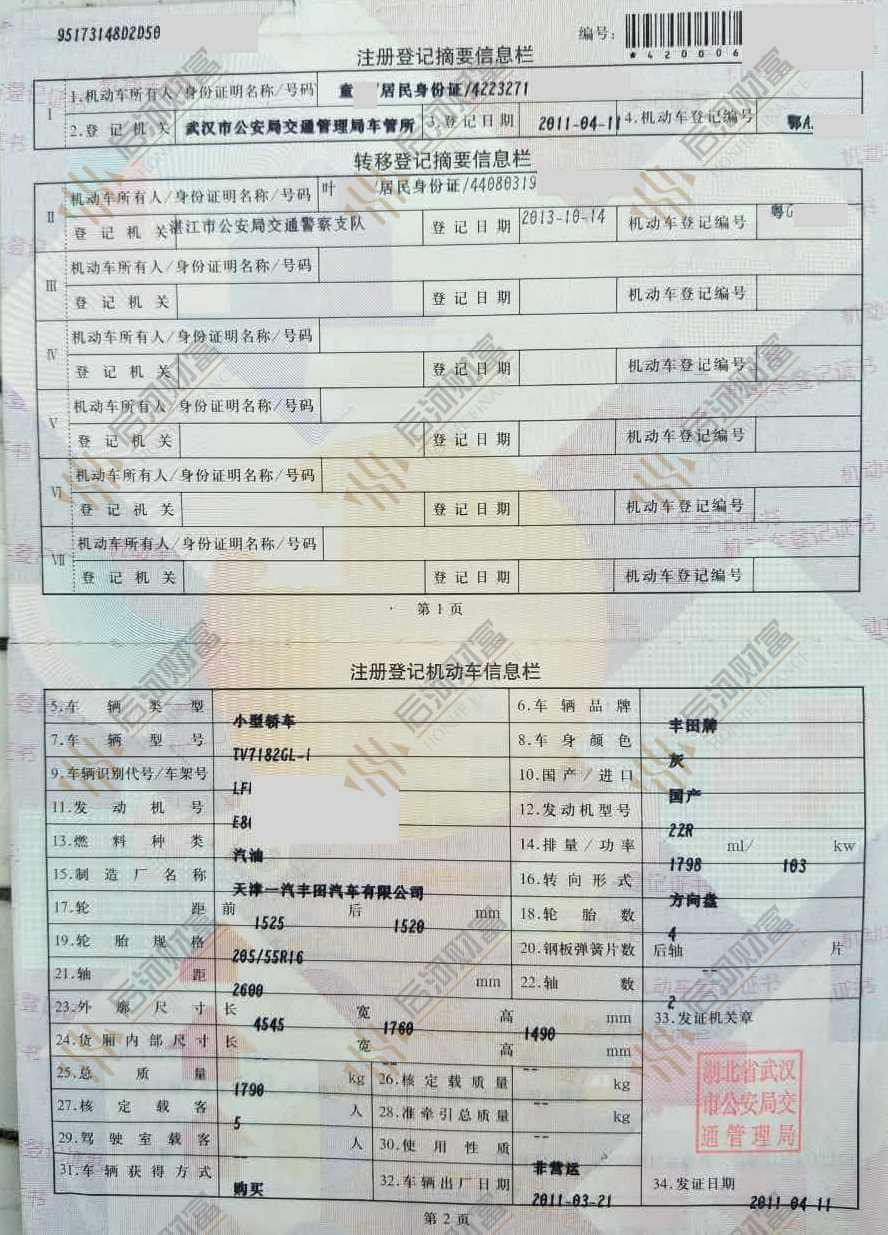 95173148D2D50
编号:
*420006
注册登记摘要信息栏
Ⅰ 1.机动车所有人/身份证明名称/号码 童 /居民身份证/4223271
2.登记机关 武汉市公安局交通管理局车管所 3.登记日期 2011-04-11 4.机动车登记编号 鄂A.
转移登记摘要信息栏
Ⅱ 机动车所有人/身份证明名称/号码 叶 /居民身份证/44080319
登记机关 湛江市公安局交通警察支队 登记日期 2013-10-14 机动车登记编号 粤G
Ⅲ 机动车所有人/身份证明名称/号码
登记机关 登记日期 机动车登记编号
Ⅳ 机动车所有人/身份证明名称/号码
登记机关 登记日期 机动车登记编号
Ⅴ 机动车所有人/身份证明名称/号码
登记机关 登记日期 机动车登记编号
Ⅵ 机动车所有人/身份证明名称/号码
登记机关 登记日期 机动车登记编号
Ⅶ 机动车所有人/身份证明名称/号码
登记机关 登记日期 机动车登记编号
第1页
注册登记机动车信息栏
5.车辆类型 小型轿车 6.车辆品牌 丰田牌
7.车辆型号 TV7182GL-i 8.车身颜色 灰
9.车辆识别代号/车架号 LF 10.国产/进口 国产
11.发动机号 E8 12.发动机型号 2ZR
13.燃料种类 汽油 14.排量/功率 1798 ml/ 103 kw
15.制造厂名称 天津一汽丰田汽车有限公司 16.转向形式 方向盘
17.轮距 前 1525 后 1520 mm 18.轮胎数 4
19.轮胎规格 205/55R16 20.钢板弹簧片数 后轴 -- 片
21.轴距 2600 mm 22.轴数 2
23.外廓尺寸 长 4545 宽 1760 高 1490 mm 33.发证机关章
24.货厢内部尺寸 长 宽 -- 高 -- mm
25.总质量 1790 kg 26.核定载质量 -- kg
27.核定载客 5 人 28.准牵引总质量 -- kg
29.驾驶室载客 -- 人 30.使用性质 非营运
31.车辆获得方式 购买 32.车辆出厂日期 2011-03-21 34.发证日期 2011-04-11
湖北省武汉
市公安局交
通管理局
第2页
后河财富